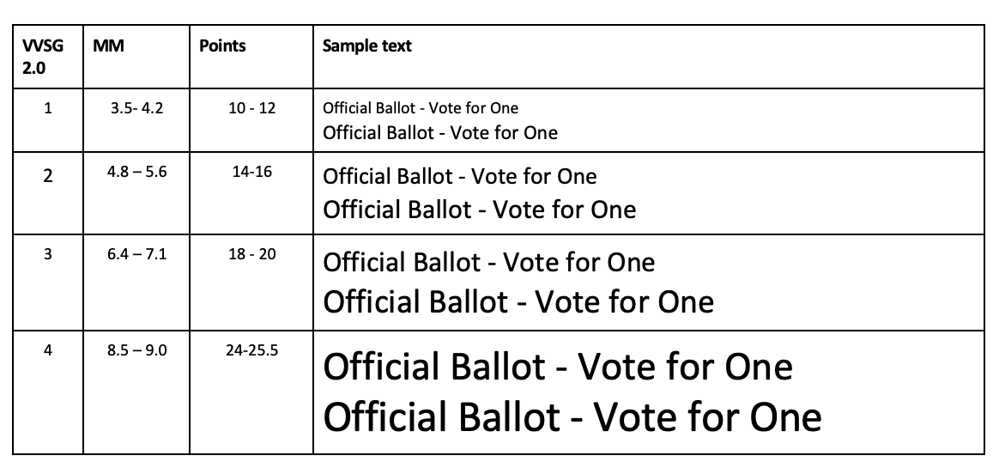 VVSG 2.0 MM Points Sample text
1 3.5- 4.2 10 - 12 Official Ballot - Vote for One
Official Ballot - Vote for One
2 4.8 – 5.6 14-16 Official Ballot - Vote for One
Official Ballot - Vote for One
3 6.4 – 7.1 18 - 20 Official Ballot - Vote for One
Official Ballot - Vote for One
4 8.5 – 9.0 24-25.5 Official Ballot - Vote for One
Official Ballot - Vote for One